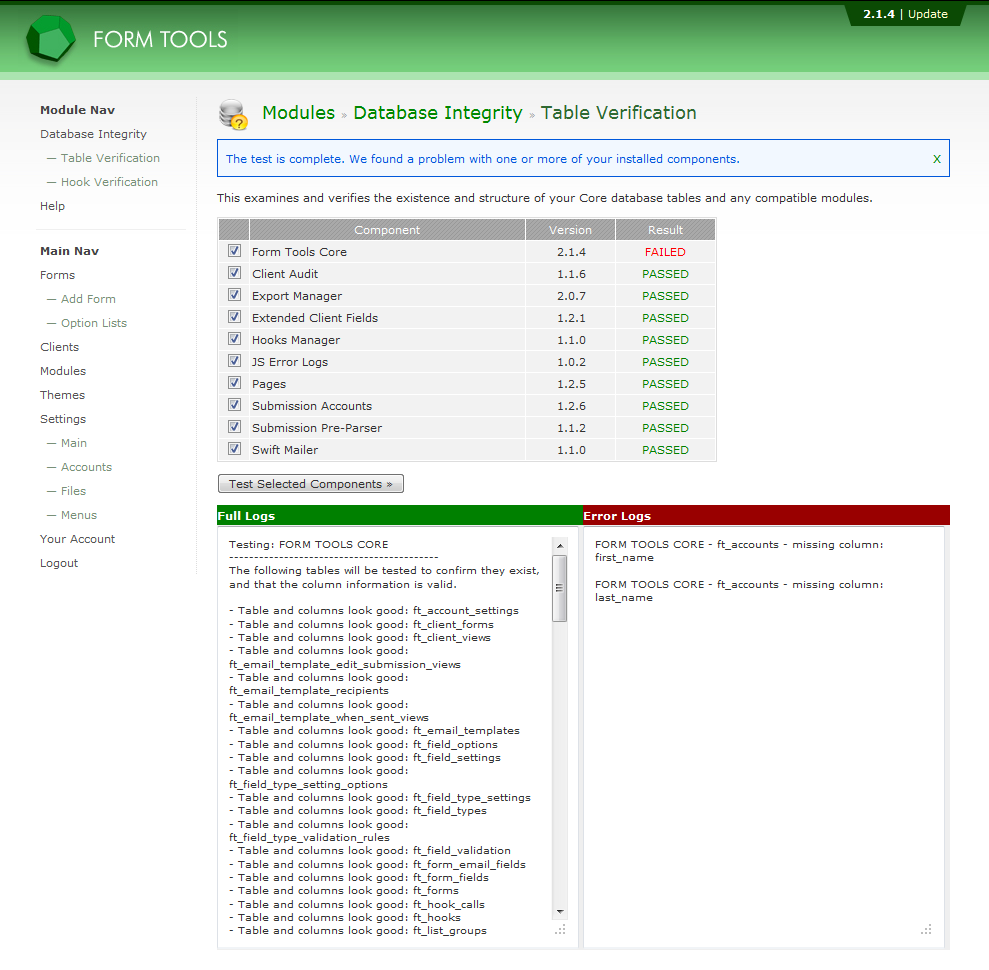 2.1.4 | Update
FORM TOOLS
Module Nav
Database Integrity
— Table Verification
— Hook Verification
Help
Main Nav
Forms
— Add Form
— Option Lists
Clients
Modules
Themes
Settings
— Main
— Accounts
— Files
— Menus
Your Account
Logout
Modules » Database Integrity » Table Verification
The test is complete. We found a problem with one or more of your installed components. X
This examines and verifies the existence and structure of your Core database tables and any compatible modules.
Component Version Result
Form Tools Core 2.1.4 FAILED
Client Audit 1.1.6 PASSED
Export Manager 2.0.7 PASSED
Extended Client Fields 1.2.1 PASSED
Hooks Manager 1.1.0 PASSED
JS Error Logs 1.0.2 PASSED
Pages 1.2.5 PASSED
Submission Accounts 1.2.6 PASSED
Submission Pre-Parser 1.1.2 PASSED
Swift Mailer 1.1.0 PASSED
Test Selected Components »
Full Logs
Testing: FORM TOOLS CORE
-----------------------------------
The following tables will be tested to confirm they exist,
and that the column information is valid.
- Table and columns look good: ft_account_settings
- Table and columns look good: ft_client_forms
- Table and columns look good: ft_client_views
- Table and columns look good:
ft_email_template_edit_submission_views
- Table and columns look good:
ft_email_template_recipients
- Table and columns look good:
ft_email_template_when_sent_views
- Table and columns look good: ft_email_templates
- Table and columns look good: ft_field_options
- Table and columns look good: ft_field_settings
- Table and columns look good:
ft_field_type_setting_options
- Table and columns look good: ft_field_type_settings
- Table and columns look good: ft_field_types
- Table and columns look good:
ft_field_type_validation_rules
- Table and columns look good: ft_field_validation
- Table and columns look good: ft_form_email_fields
- Table and columns look good: ft_form_fields
- Table and columns look good: ft_forms
- Table and columns look good: ft_hook_calls
- Table and columns look good: ft_hooks
- Table and columns look good: ft_list_groups
Error Logs
FORM TOOLS CORE - ft_accounts - missing column:
first_name
FORM TOOLS CORE - ft_accounts - missing column:
last_name